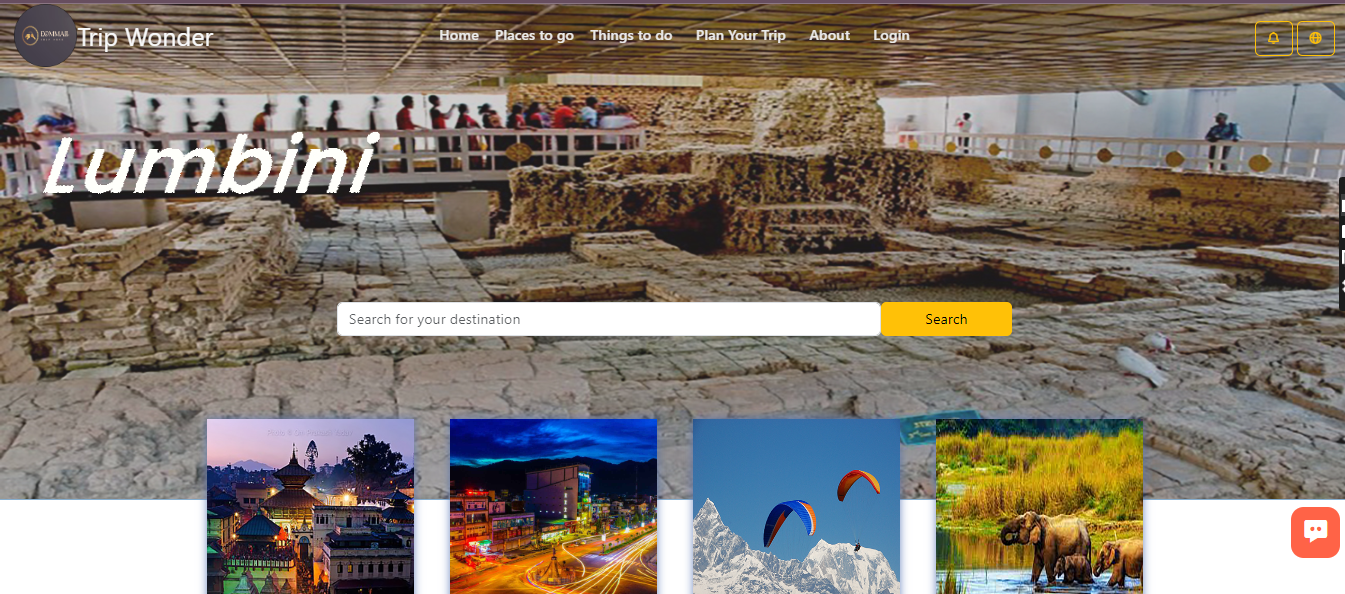 Trip Wonder
Home Places to go Things to do Plan Your Trip About Login
Lumbini
Search for your destination Search